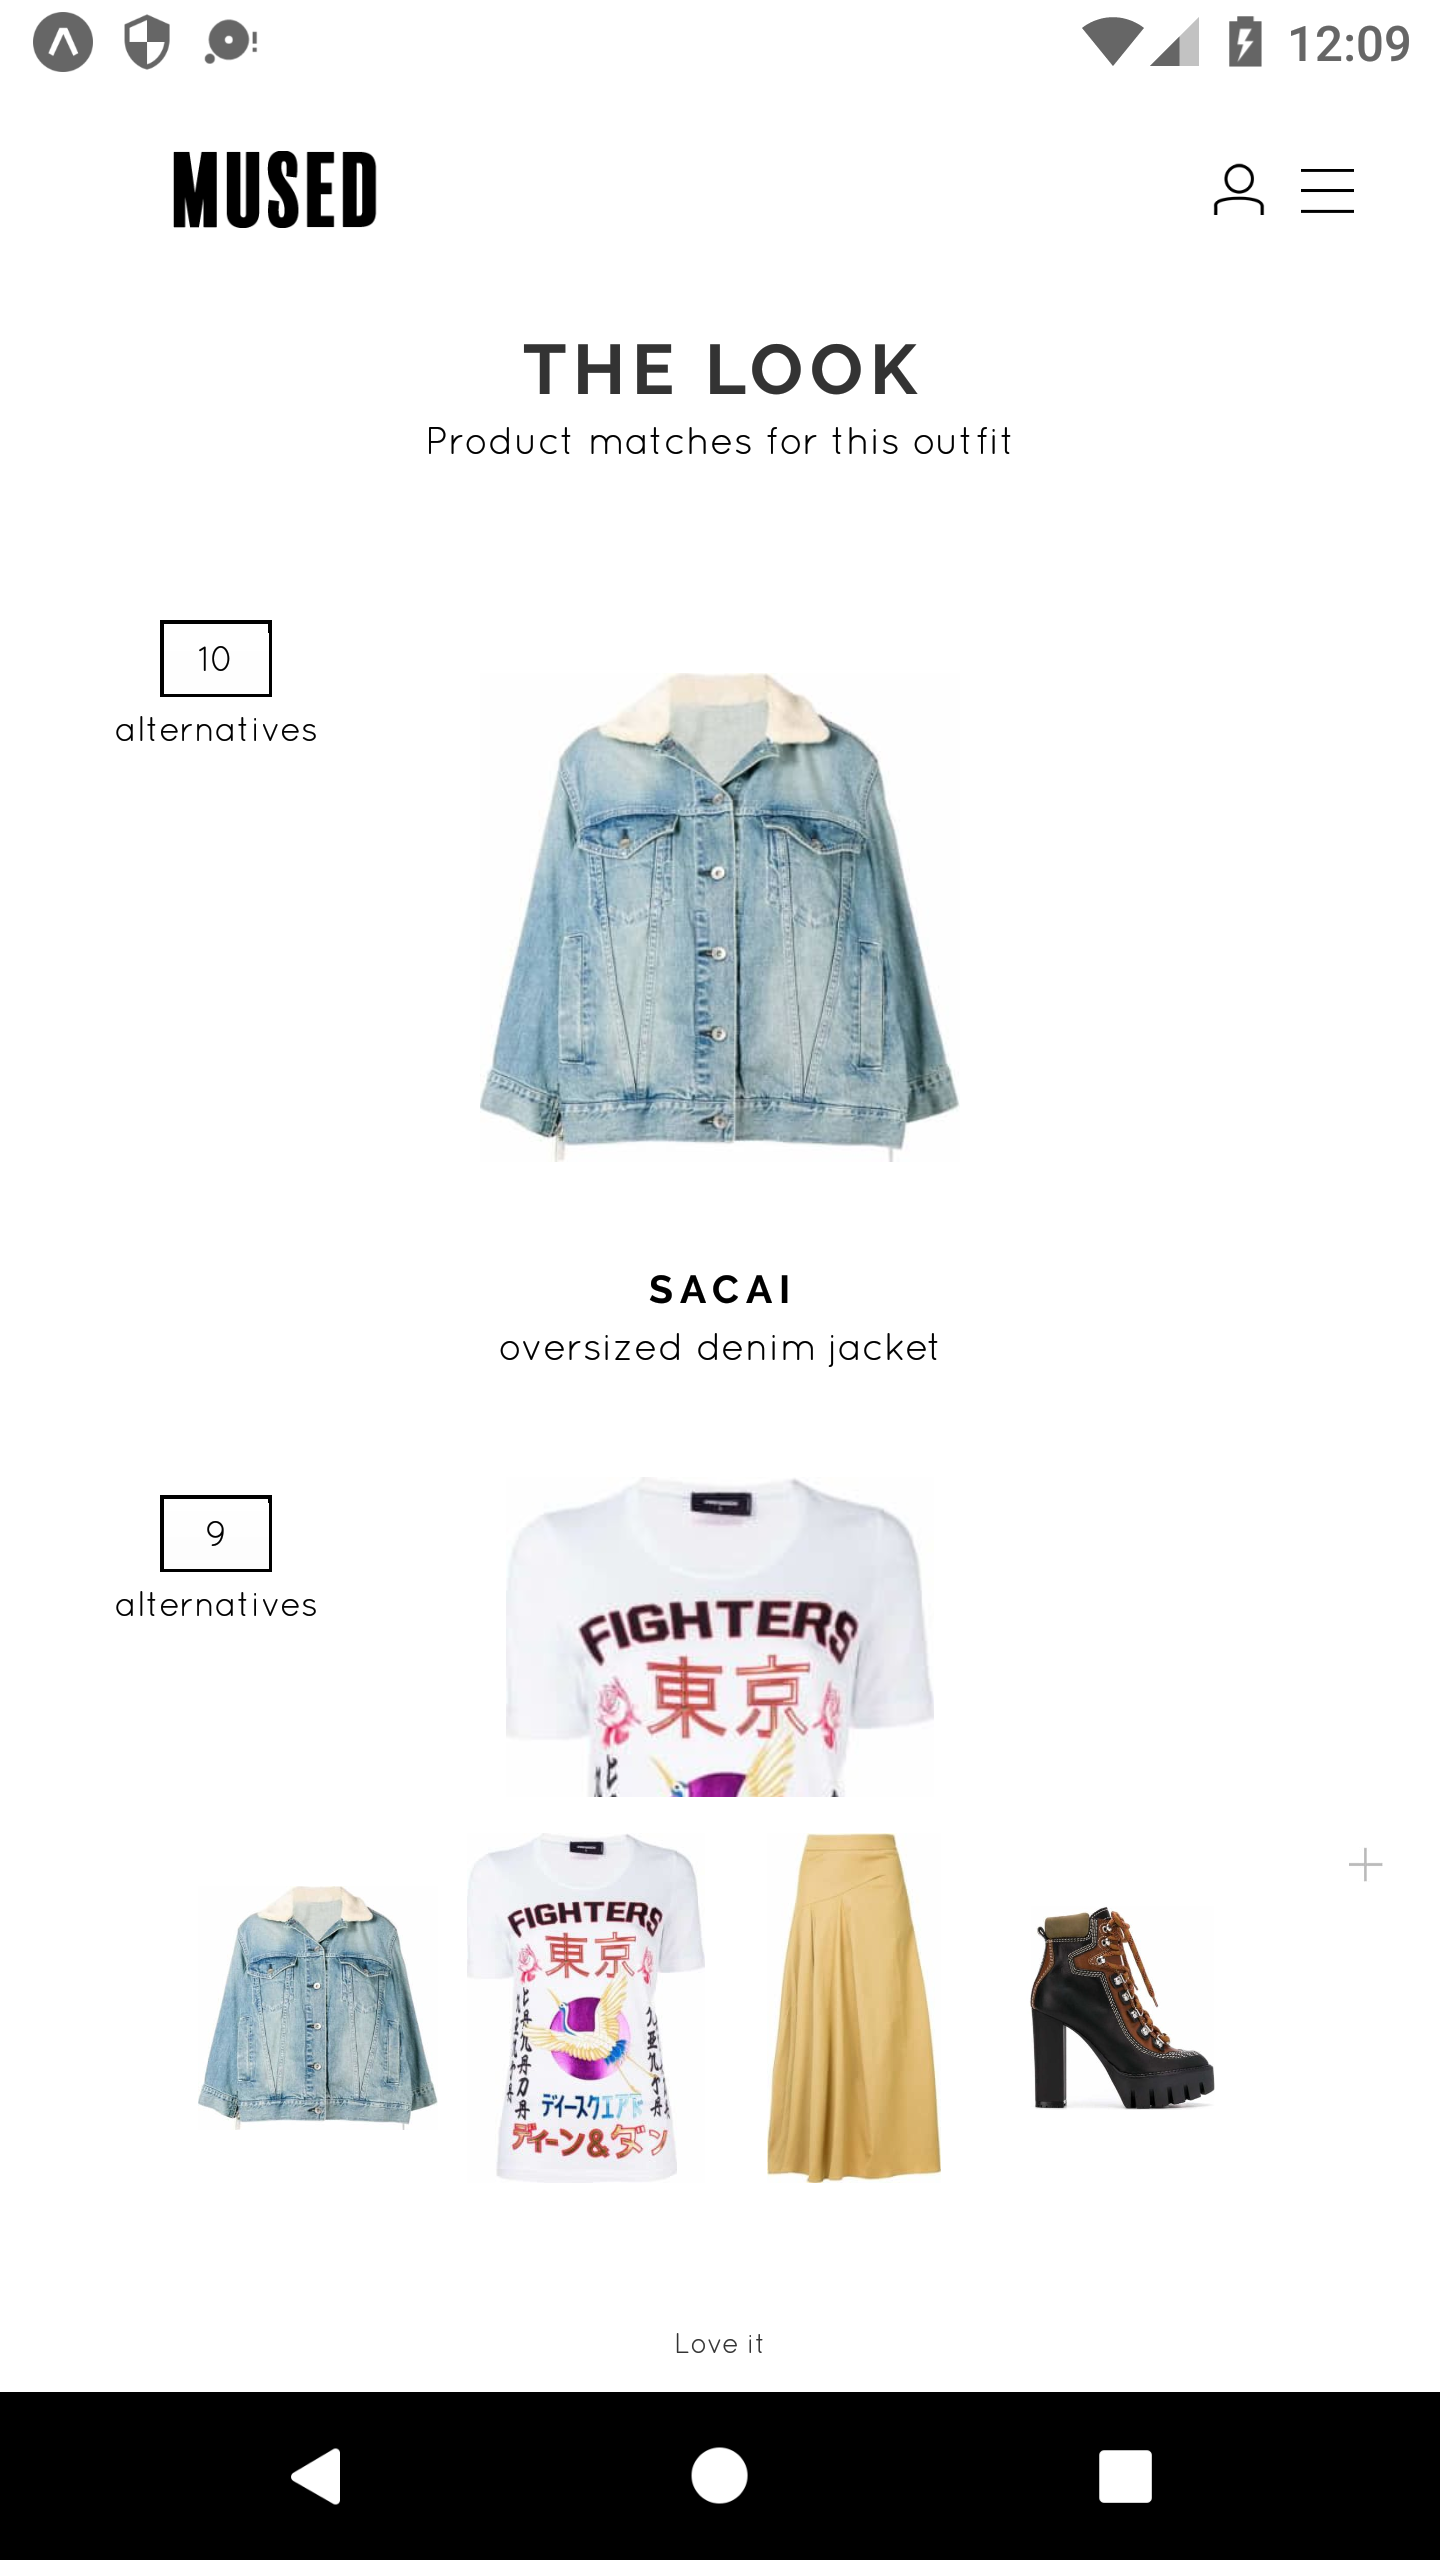 12:09
MUSED
THE LOOK
Product matches for this outfit
10
alternatives
SACAI
oversized denim jacket
9
alternatives
FIGHTERS
東京
FIGHTERS
東京
ディースクエアド
ディーン&ダン
Love it